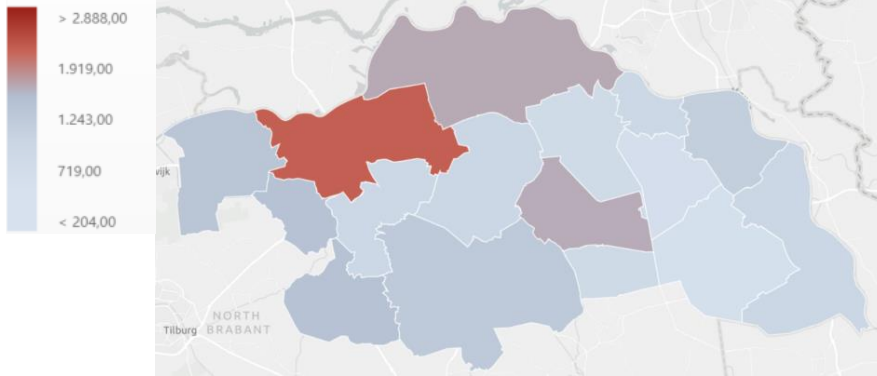 > 2.888,00
1.919,00
1.243,00
719,00
< 204,00
vijk
NORTH
BRABANT
Tilburg